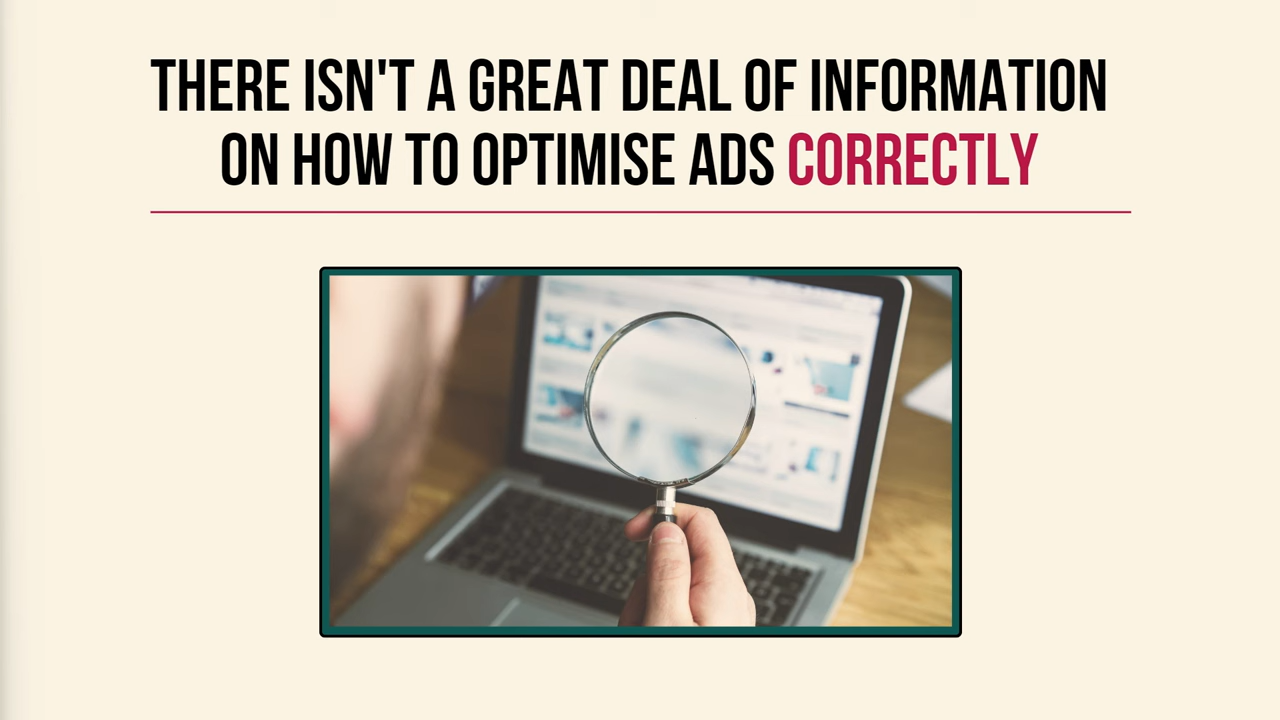 THERE ISN'T A GREAT DEAL OF INFORMATION
ON HOW TO OPTIMISE ADS CORRECTLY